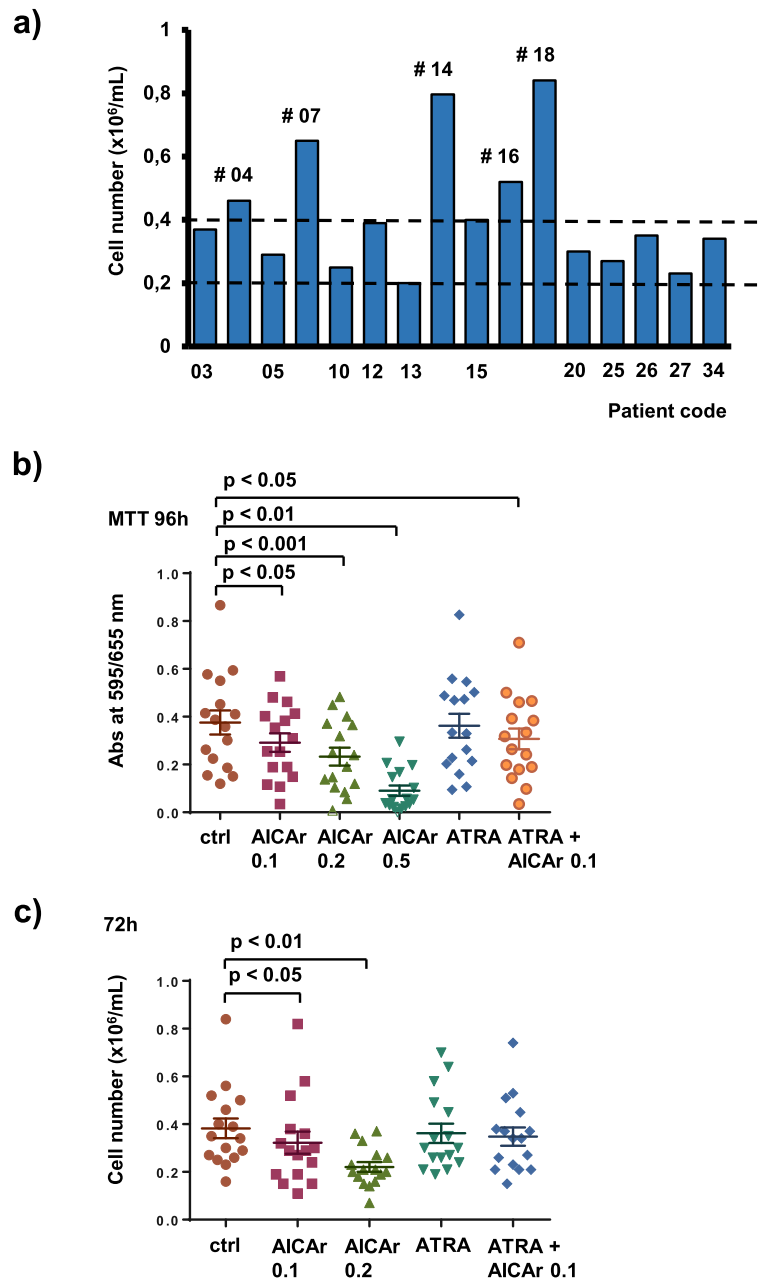 a)
Cell number (x10⁶/mL)
1
0,8
0,6
0,4
0,2
0
# 04
# 07
# 14
# 16
# 18
03 05 10 12 13 15 20 25 26 27 34
Patient code
b)
MTT 96h
p < 0.05
p < 0.01
p < 0.001
p < 0.05
Abs at 595/655 nm
1.0
0.8
0.6
0.4
0.2
0.0
ctrl AICAr AICAr AICAr ATRA ATRA +
0.1 0.2 0.5 AICAr 0.1
c)
72h
p < 0.01
p < 0.05
Cell number (x10⁶/mL)
1.0
0.8
0.6
0.4
0.2
0.0
ctrl AICAr AICAr ATRA ATRA +
0.1 0.2 AICAr 0.1